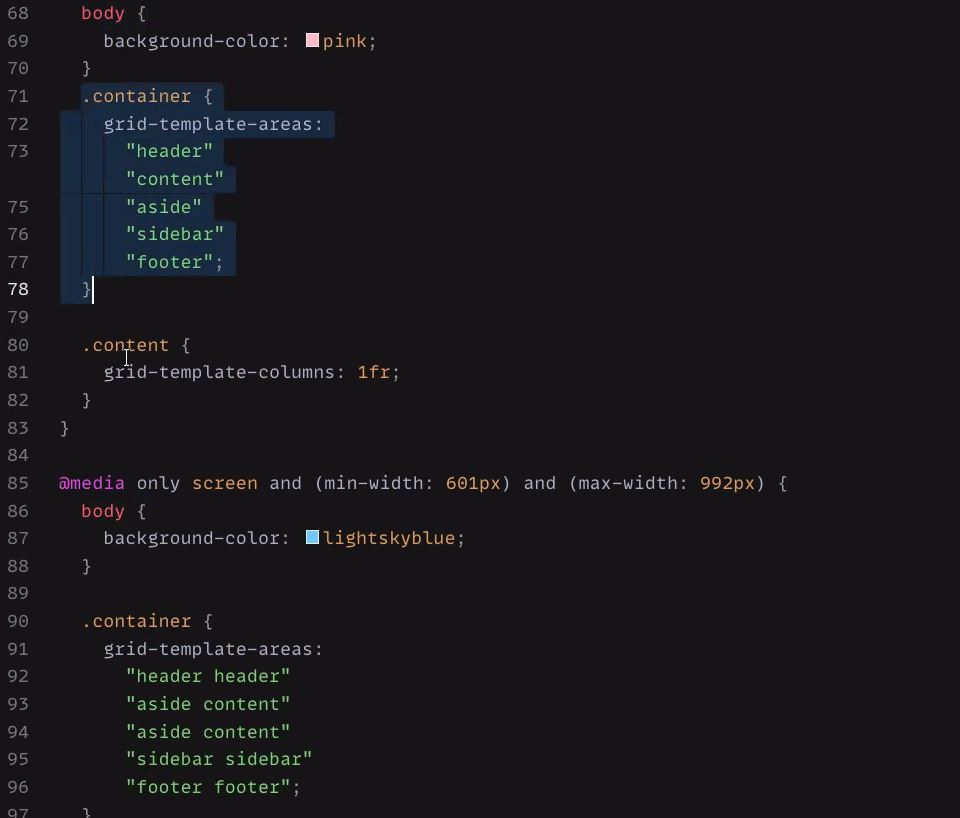 68 body {
69 background-color: pink;
70 }
71 .container {
72 grid-template-areas:
73 "header"
"content"
75 "aside"
76 "sidebar"
77 "footer";
78 }
79
80 .content {
81 grid-template-columns: 1fr;
82 }
83 }
84
85 @media only screen and (min-width: 601px) and (max-width: 992px) {
86 body {
87 background-color: lightskyblue;
88 }
89
90 .container {
91 grid-template-areas:
92 "header header"
93 "aside content"
94 "aside content"
95 "sidebar sidebar"
96 "footer footer";
97 }